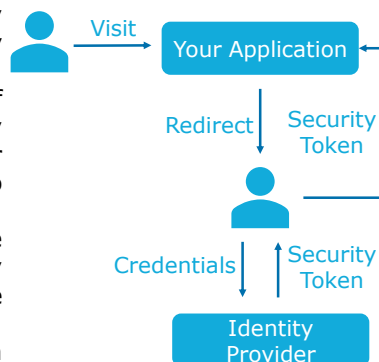 Visit
Your Application
Redirect
Security
Token
Credentials
Security
Token
Identity
Provider